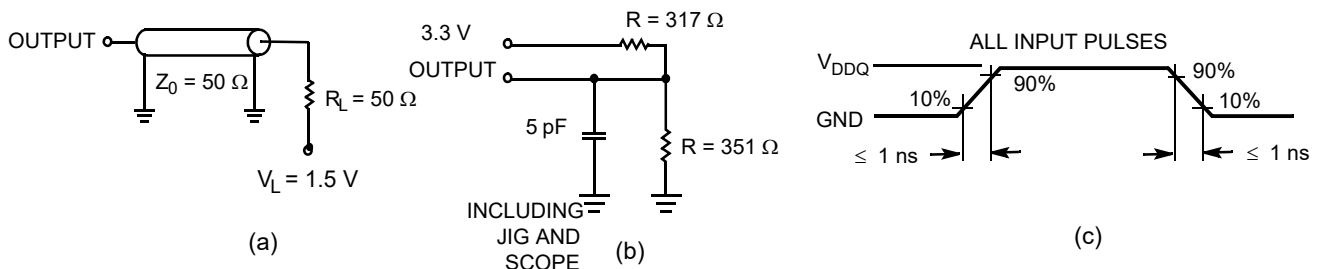 OUTPUT
Z0 = 50 Ω
RL = 50 Ω
VL = 1.5 V
(a)
R = 317 Ω
3.3 V
OUTPUT
5 pF
R = 351 Ω
INCLUDING
JIG AND
SCOPE
(b)
ALL INPUT PULSES
VDDQ
GND
10%
90%
90%
10%
≤ 1 ns
≤ 1 ns
(c)